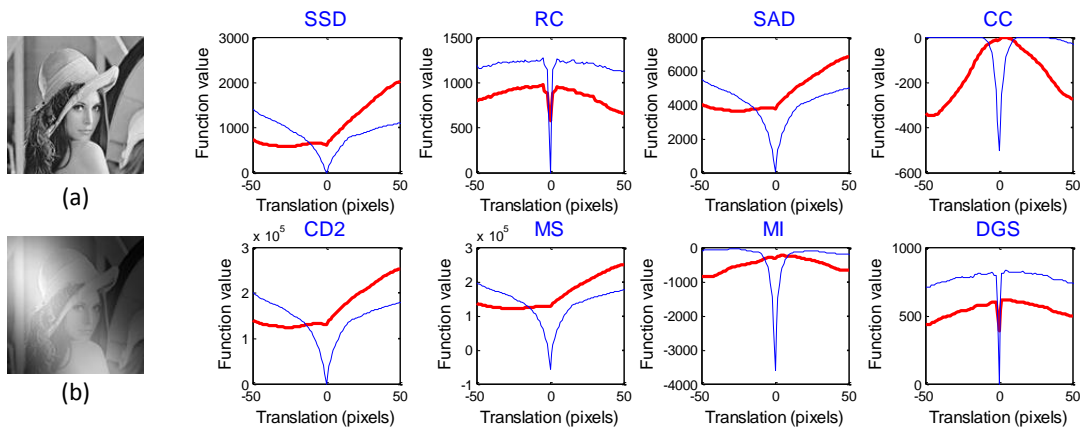 SSD
RC
SAD
CC
3000
2000
1000
0
Function value
-50
0
50
Translation (pixels)
1500
1000
500
0
Function value
-50
0
50
Translation (pixels)
8000
6000
4000
2000
0
Function value
-50
0
50
Translation (pixels)
0
-200
-400
-600
Function value
-50
0
50
Translation (pixels)
(a)
CD2
MS
MI
DGS
x 10^5
3
2
1
0
Function value
-50
0
50
Translation (pixels)
x 10^5
3
2
1
0
-1
Function value
-50
0
50
Translation (pixels)
0
-1000
-2000
-3000
-4000
Function value
-50
0
50
Translation (pixels)
1000
500
0
Function value
-50
0
50
Translation (pixels)
(b)